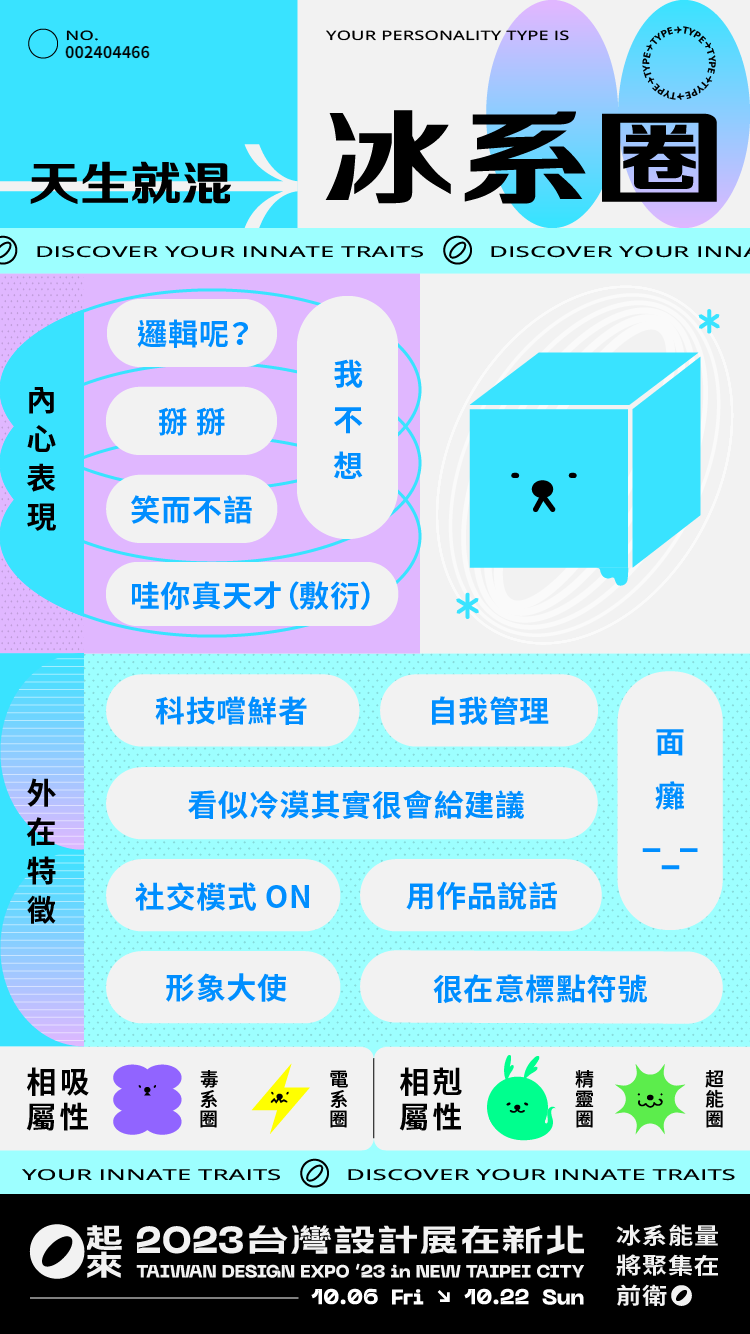 NO.
002404466
天生就混
YOUR PERSONALITY TYPE IS
TYPE→TYPE→TYPE→TYPE→TYPE→TYPE→TYPE→
冰系圈
DISCOVER YOUR INNATE TRAITS DISCOVER YOUR INNA
內心表現
邏輯呢？
掰 掰
笑而不語
哇你真天才（敷衍）
我不想
外在特徵
科技嚐鮮者
自我管理
看似冷漠其實很會給建議
社交模式 ON
用作品說話
形象大使
很在意標點符號
面癱
相吸屬性
毒系圈
電系圈
相剋屬性
精靈圈
超能圈
YOUR INNATE TRAITS DISCOVER YOUR INNATE TRAITS
起來
2023台灣設計展在新北
TAIWAN DESIGN EXPO '23 in NEW TAIPEI CITY
10.06 Fri ↘ 10.22 Sun
冰系能量
將聚集在
前衛